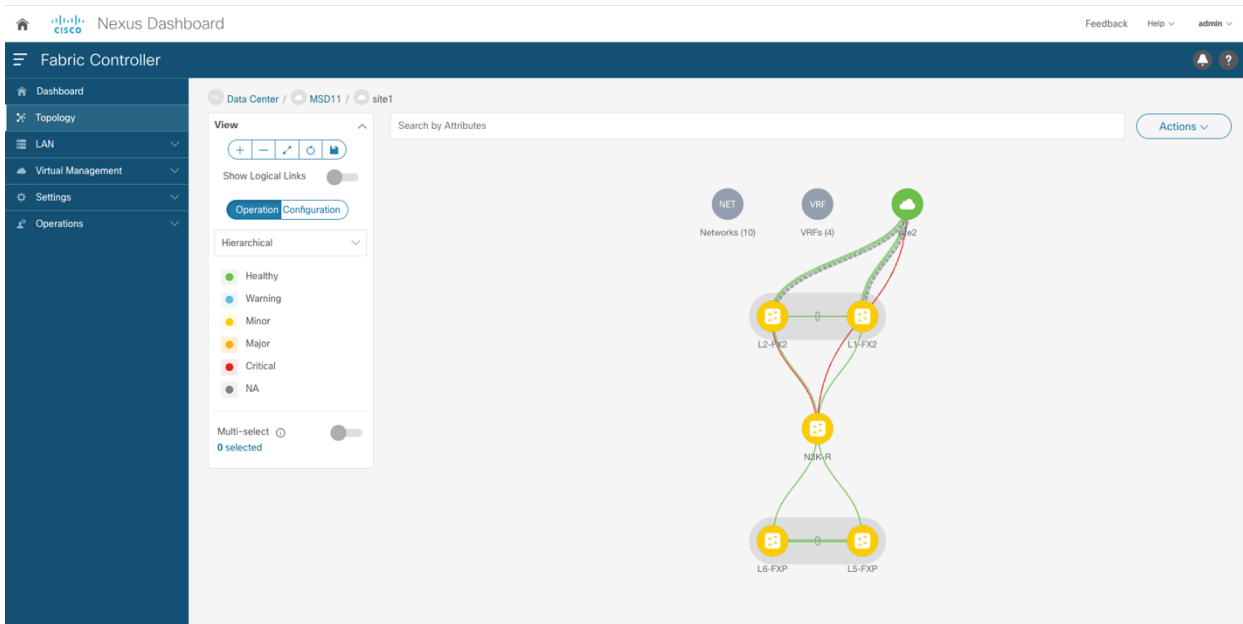 CISCO Nexus Dashboard Feedback Help admin
Fabric Controller ?
Dashboard
Topology
LAN
Virtual Management
Settings
Operations
Data Center / MSD11 / site1
View
Search by Attributes
Actions
Show Logical Links
Operation Configuration
Hierarchical
Healthy
Warning
Minor
Major
Critical
NA
Multi-select
0 selected
NET VRF
Networks (10) VRFs (4) site2
L2-FX2 L1-FX2
N3K-R
L6-FXP L5-FXP